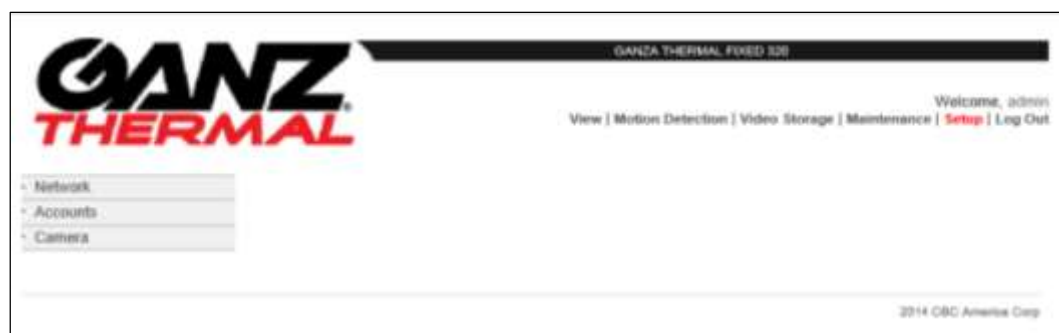 GANZ
THERMAL
GANZA THERMAL FIXED 320
Welcome, admin
View | Motion Detection | Video Storage | Maintenance | Setup | Log Out
Network
Accounts
Camera
2014 CBC America Corp